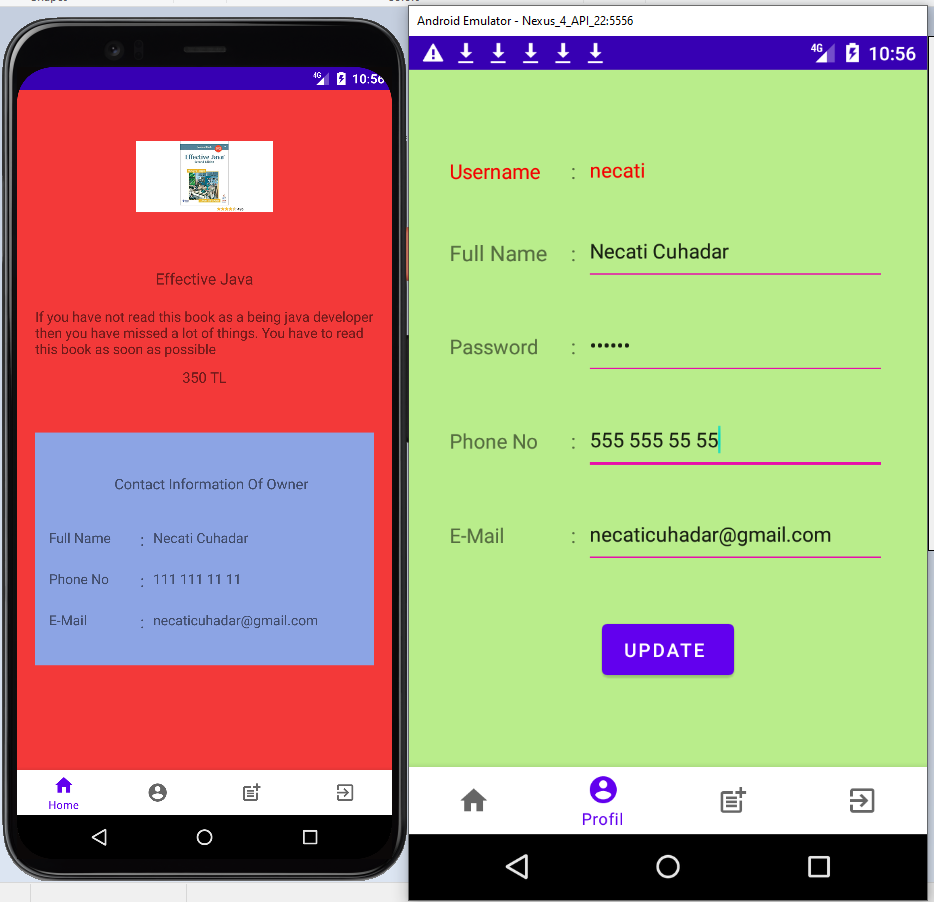 4G 10:56
Effective Java
Effective Java
If you have not read this book as a being java developer
then you have missed a lot of things. You have to read
this book as soon as possible
350 TL
Contact Information Of Owner
Full Name : Necati Cuhadar
Phone No : 111 111 11 11
E-Mail : necaticuhadar@gmail.com
Home
Android Emulator - Nexus_4_API_22:5556
4G 10:56
Username : necati
Full Name : Necati Cuhadar
Password : ••••••
Phone No : 555 555 55 55
E-Mail : necaticuhadar@gmail.com
UPDATE
Profil